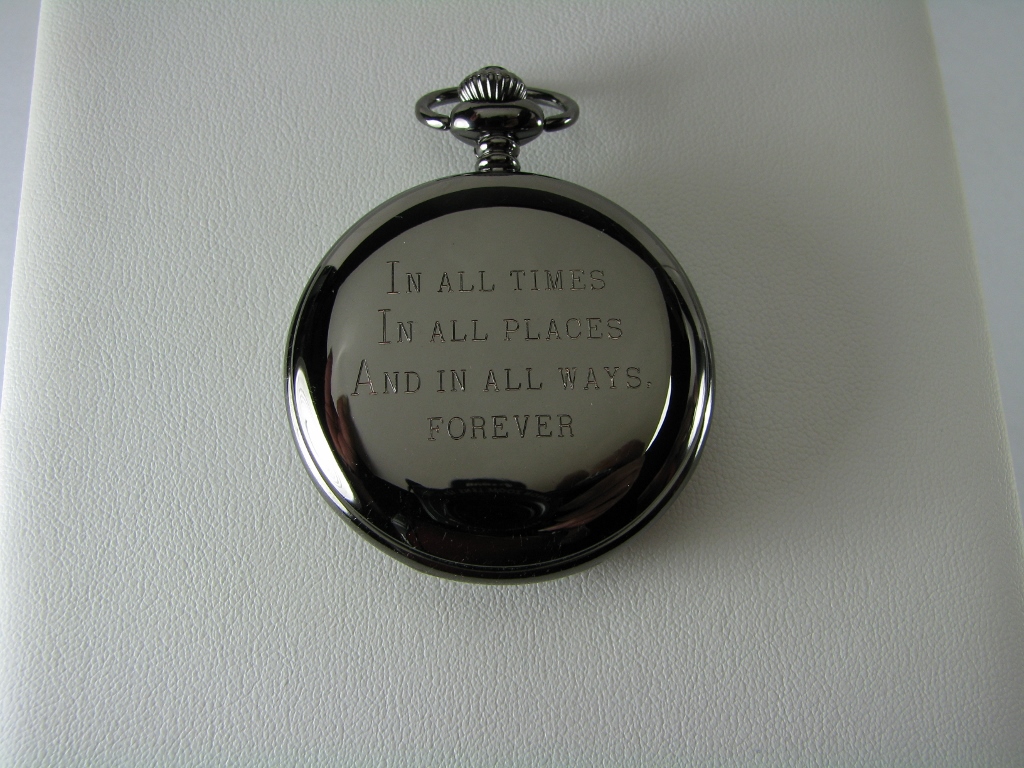 In all times
In all places
And in all ways,
forever